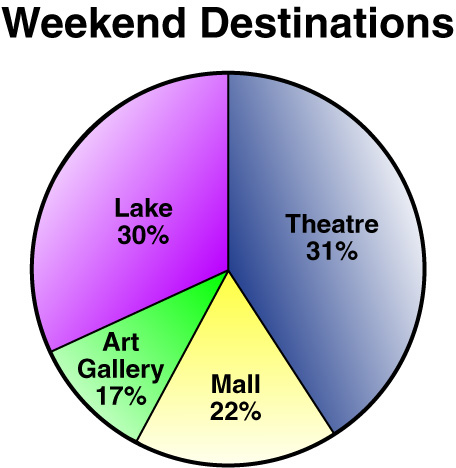 Weekend Destinations
Lake
30%
Theatre
31%
Art
Gallery
17%
Mall
22%